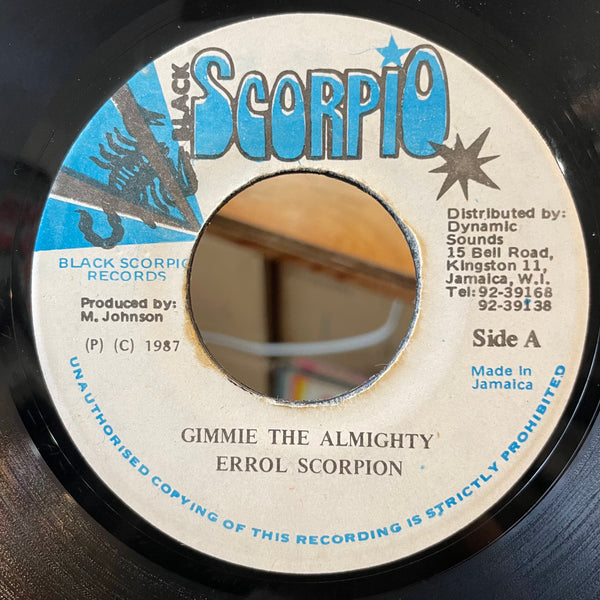 BLACK
SCORPIO
BLACK SCORPIO
RECORDS
Produced by:
M. Johnson
(P) (C) 1987
Distributed by:
Dynamic
Sounds
15 Bell Road,
Kingston 11,
Jamaica, W.I.
Tel: 92-39168
92-39138
Side A
Made in
Jamaica
GIMMIE THE ALMIGHTY
ERROL SCORPION
UNAUTHORISED COPYING OF THIS RECORDING IS STRICTLY PROHIBITED